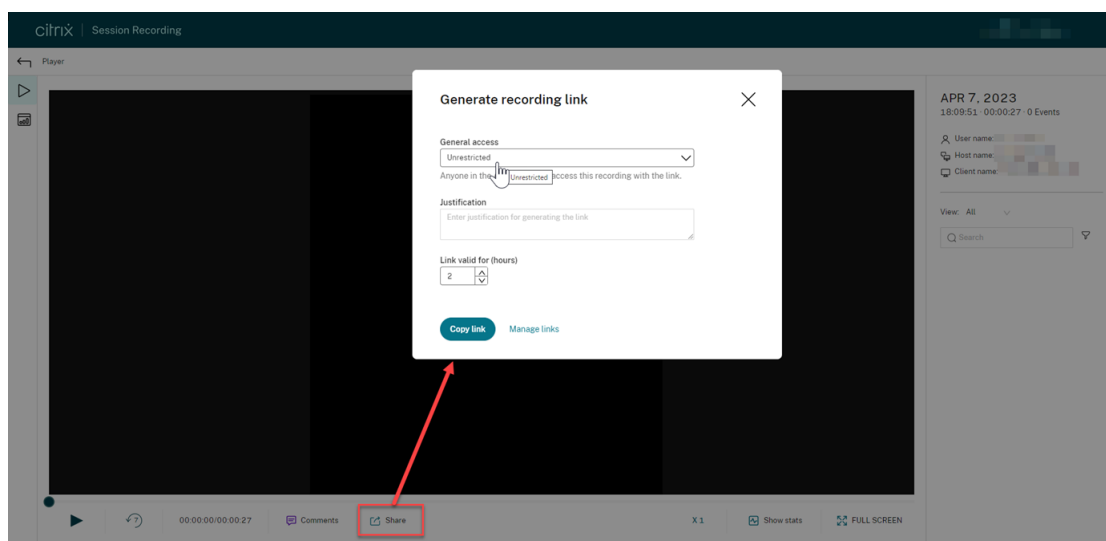 citrix | Session Recording
Player
Generate recording link
General access
Unrestricted
Anyone in the Unrestricted access this recording with the link.
Justification
Enter justification for generating the link
Link valid for (hours)
2
Copy link Manage links
APR 7, 2023
18:09:51 · 00:00:27 · 0 Events
User name:
Host name:
Client name:
View: All
Search
7 00:00:00/00:00:27 Comments Share X 1 Show stats FULL SCREEN